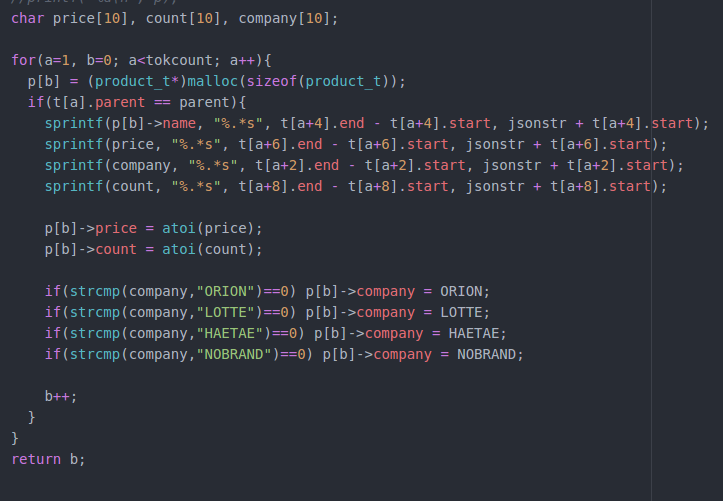 char price[10], count[10], company[10];

for(a=1, b=0; a<tokcount; a++){
  p[b] = (product_t*)malloc(sizeof(product_t));
  if(t[a].parent == parent){
    sprintf(p[b]->name, "%.*s", t[a+4].end - t[a+4].start, jsonstr + t[a+4].start);
    sprintf(price, "%.*s", t[a+6].end - t[a+6].start, jsonstr + t[a+6].start);
    sprintf(company, "%.*s", t[a+2].end - t[a+2].start, jsonstr + t[a+2].start);
    sprintf(count, "%.*s", t[a+8].end - t[a+8].start, jsonstr + t[a+8].start);

    p[b]->price = atoi(price);
    p[b]->count = atoi(count);

    if(strcmp(company,"ORION")==0) p[b]->company = ORION;
    if(strcmp(company,"LOTTE")==0) p[b]->company = LOTTE;
    if(strcmp(company,"HAETAE")==0) p[b]->company = HAETAE;
    if(strcmp(company,"NOBRAND")==0) p[b]->company = NOBRAND;

    b++;
  }
}
return b;